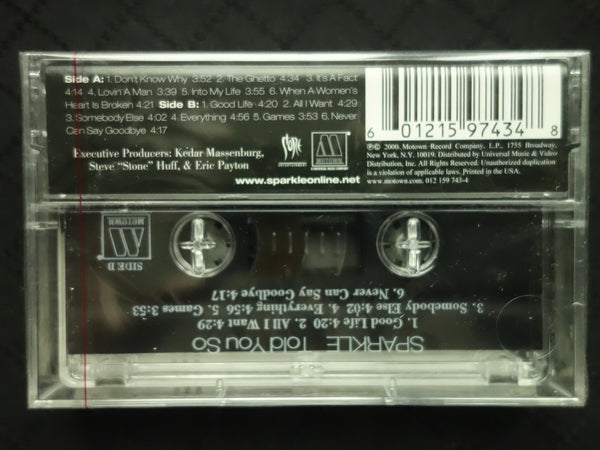 Side A: 1. Don't Know Why 3:52 2. The Ghetto 4:34 3. It's A Fact
4:14 4. Lovin A Man 3:39 5. Into My Life 3:55 6. When A Women's
Heart Is Broken 4:21 Side B: 1. Good Life 4:20 2. All I Want 4:29
3. Somebody Else 4:02 4. Everything 4:56 5. Games 3:53 6. Never
Can Say Goodbye 4:17
Executive Producers: Kedar Massenburg,
Steve "Stone" Huff, & Eric Payton
www.sparkleonline.net
MOTOWN
6 01215 97434 8
℗ © 2000, Motown Record Company, L.P., 1755 Broadway,
New York, N.Y. 10019. Distributed by Universal Music & Video
Distribution, Inc. All Rights Reserved. Unauthorized duplication
is a violation of applicable laws. Printed in the USA.
www.motown.com 012 159 743-4
SPARKLE Told You So
1. Good Life 4:20 2. All I Want 4:29
3. Somebody Else 4:02 4. Everything 4:56 5. Games 3:53
6. Never Can Say Goodbye 4:17
MOTOWN
SIDE B